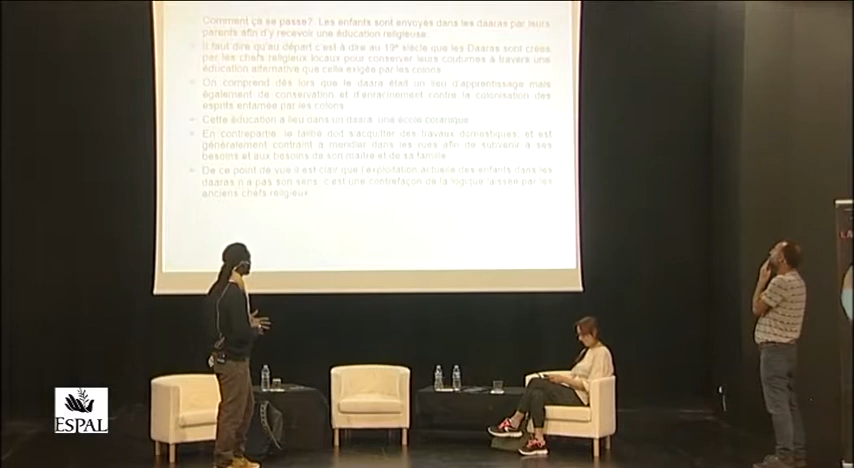 Comment ça se passe? Les enfants sont envoyés dans les daaras par leurs
parents afin d'y recevoir une éducation religieuse.
Il faut dire qu'au départ c'est à dire au 19e siècle que les Daaras sont créés
par les chefs religieux locaux pour conserver leurs coutumes à travers une
éducation alternative que celle exigée par les colons.
On comprend dès lors que le daara était un lieu d'apprentissage mais
également de conservation et d'enracinement contre la colonisation des
esprits entamée par les colons.
Cette éducation a lieu dans un daara, une école coranique.
En contrepartie, le talibé doit s'acquitter des travaux domestiques, et est
généralement contraint à mendier dans les rues afin de subvenir à ses
besoins et aux besoins de son maître et de sa famille.
De ce point de vue il est clair que l'exploitation actuelle des enfants dans les
daaras n'a pas son sens, c'est une contrefaçon de la logique laissée par les
anciens chefs religieux.
ESPAL